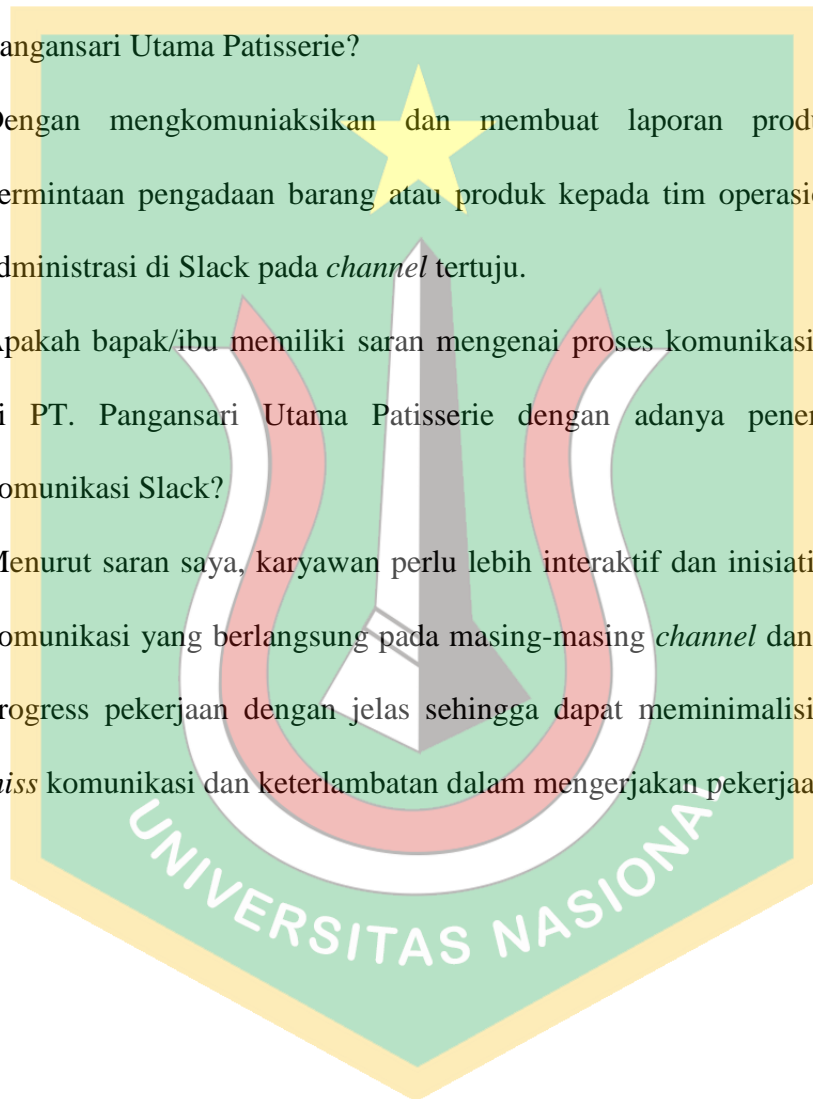 angansari Utama Patisserie?
Dengan mengkomuniaksikan dan membuat laporan produ
ermintaan pengadaan barang atau produk kepada tim operasio
dministrasi di Slack pada channel tertuju.
Apakah bapak/ibu memiliki saran mengenai proses komunikasi
i PT. Pangansari Utama Patisserie dengan adanya pener
omunikasi Slack?
Menurut saran saya, karyawan perlu lebih interaktif dan inisiati
omunikasi yang berlangsung pada masing-masing channel dan
rogress pekerjaan dengan jelas sehingga dapat meminimalisi
niss komunikasi dan keterlambatan dalam mengerjakan pekerjaa
UNIVERSITAS NASIONAL